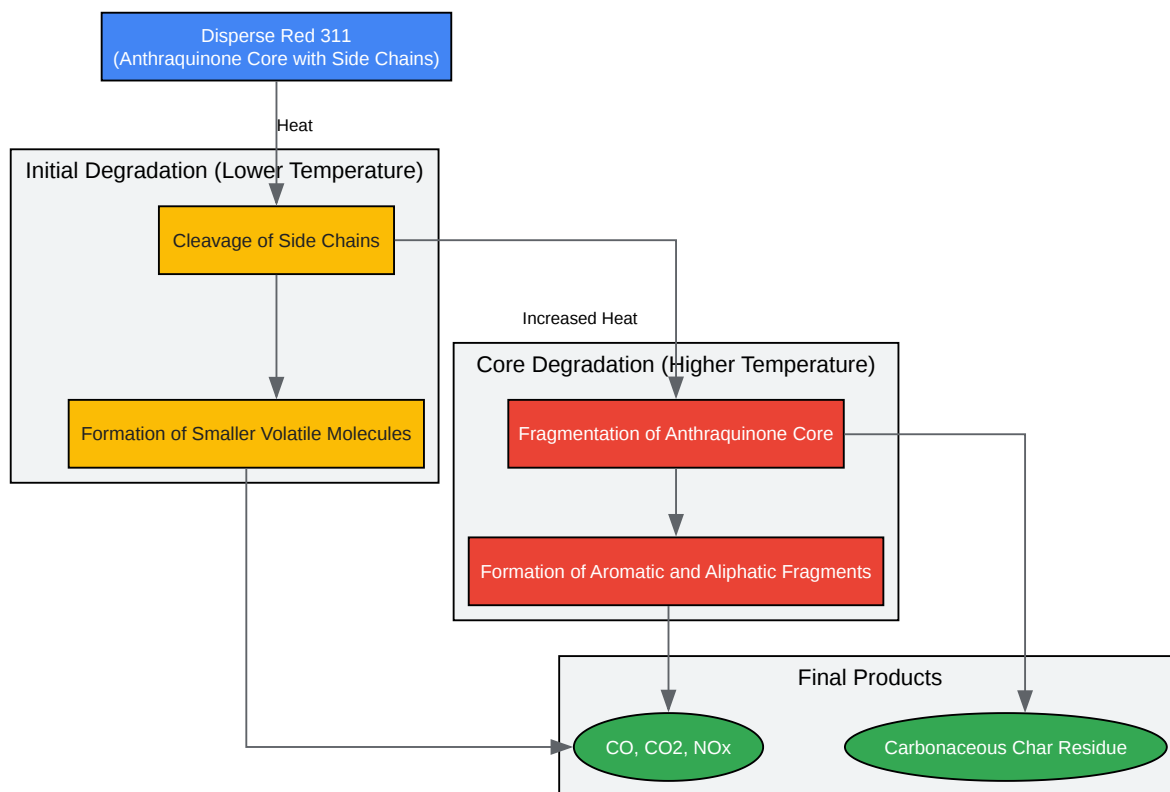 Disperse Red 311
(Anthraquinone Core with Side Chains)
Heat
Initial Degradation (Lower Temperature)
Cleavage of Side Chains
Increased Heat
Core Degradation (Higher Temperature)
Formation of Smaller Volatile Molecules
Fragmentation of Anthraquinone Core
Formation of Aromatic and Aliphatic Fragments
Final Products
CO, CO2, NOx
Carbonaceous Char Residue